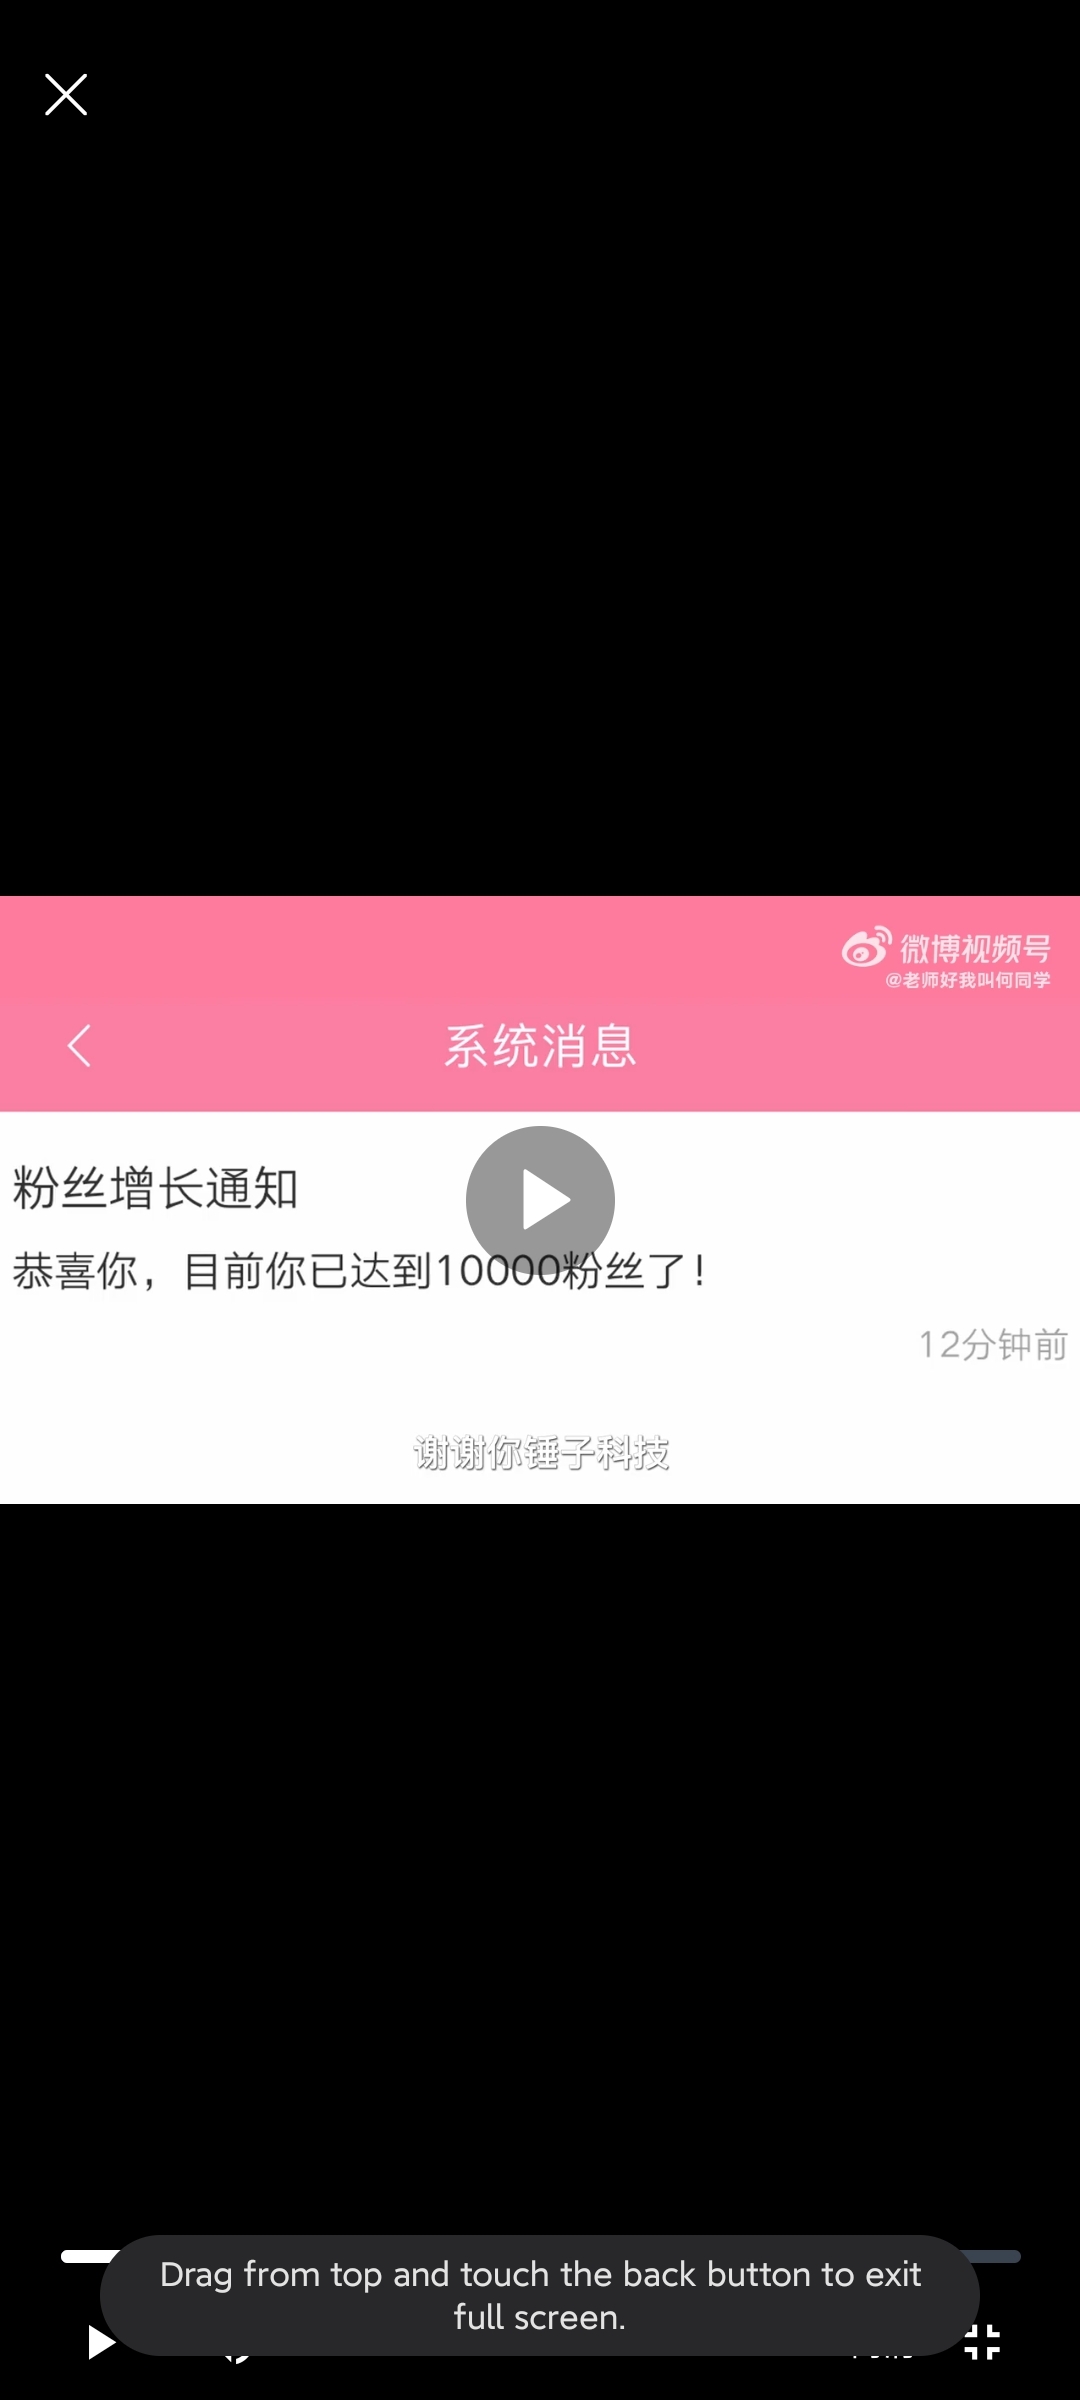 微博视频号
@老师好我叫何同学
系统消息
粉丝增长通知
恭喜你，目前你已达到10000粉丝了！
12分钟前
谢谢你锤子科技
Drag from top and touch the back button to exit
full screen.